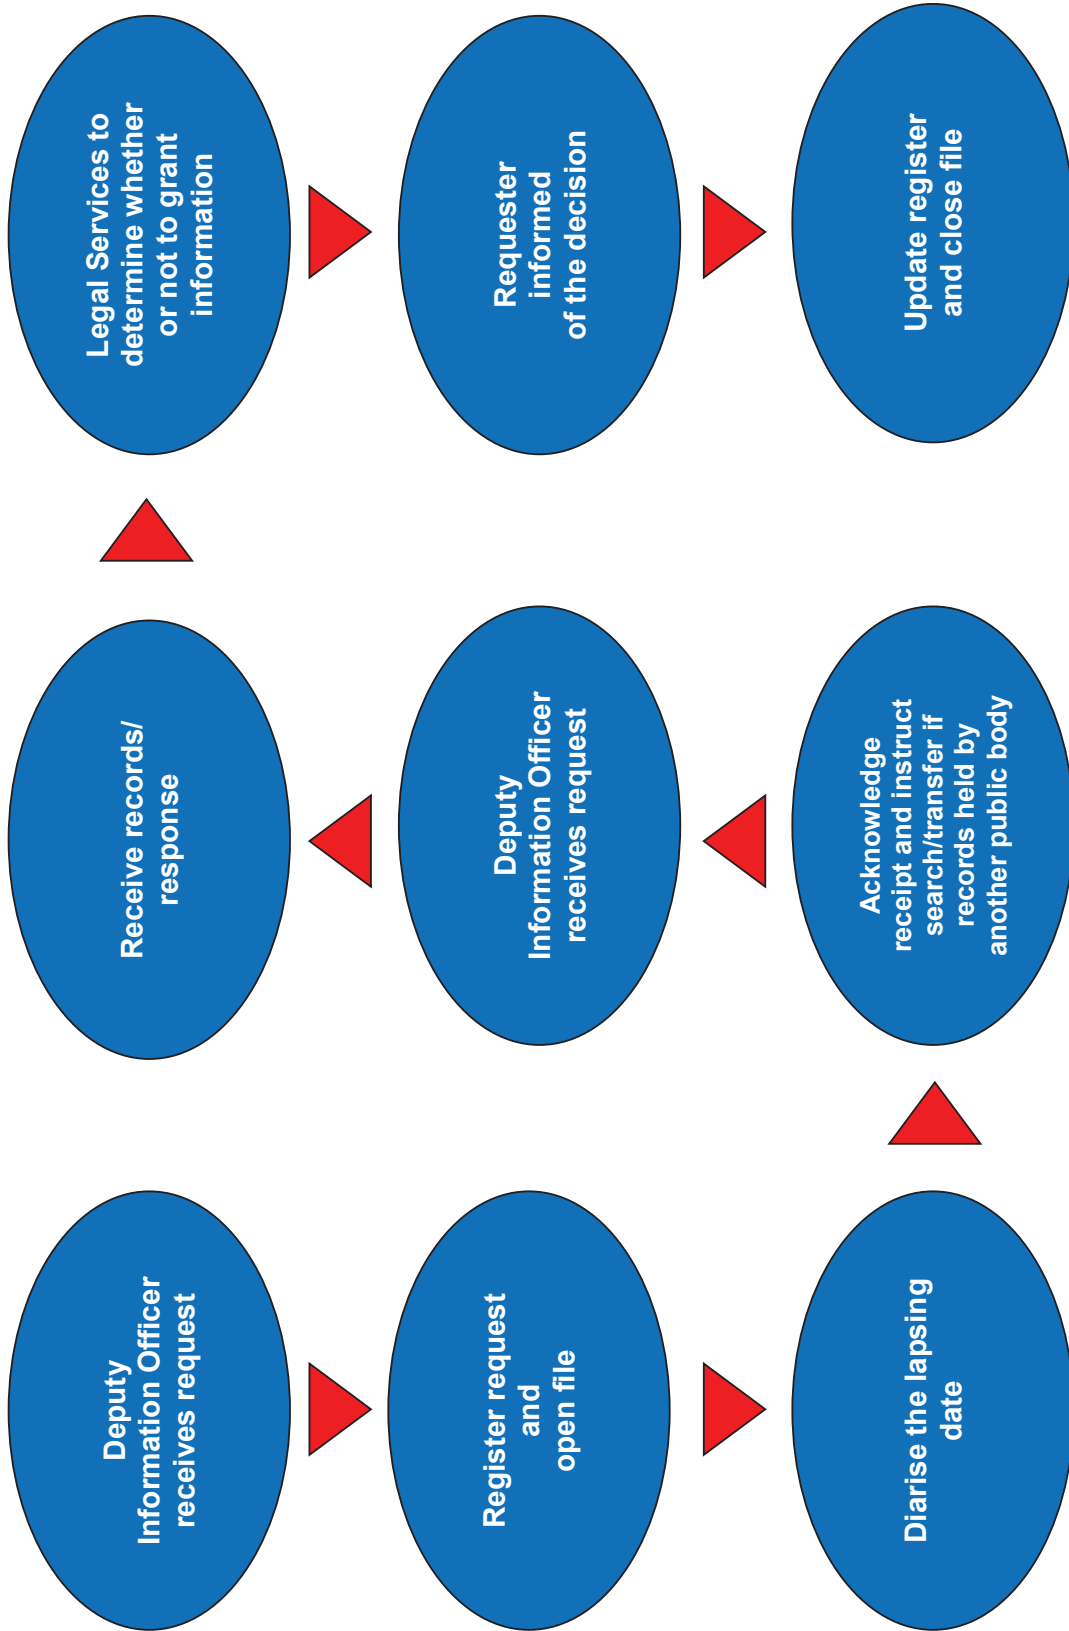 Deputy
Information Officer
receives request
Register request
and
open file
Diarise the lapsing
date
Acknowledge
receipt and instruct
search/transfer if
records held by
another public body
Deputy
Information Officer
receives request
Receive records/
response
Legal Services to
determine whether
or not to grant
information
Requester
informed
of the decision
Update register
and close file